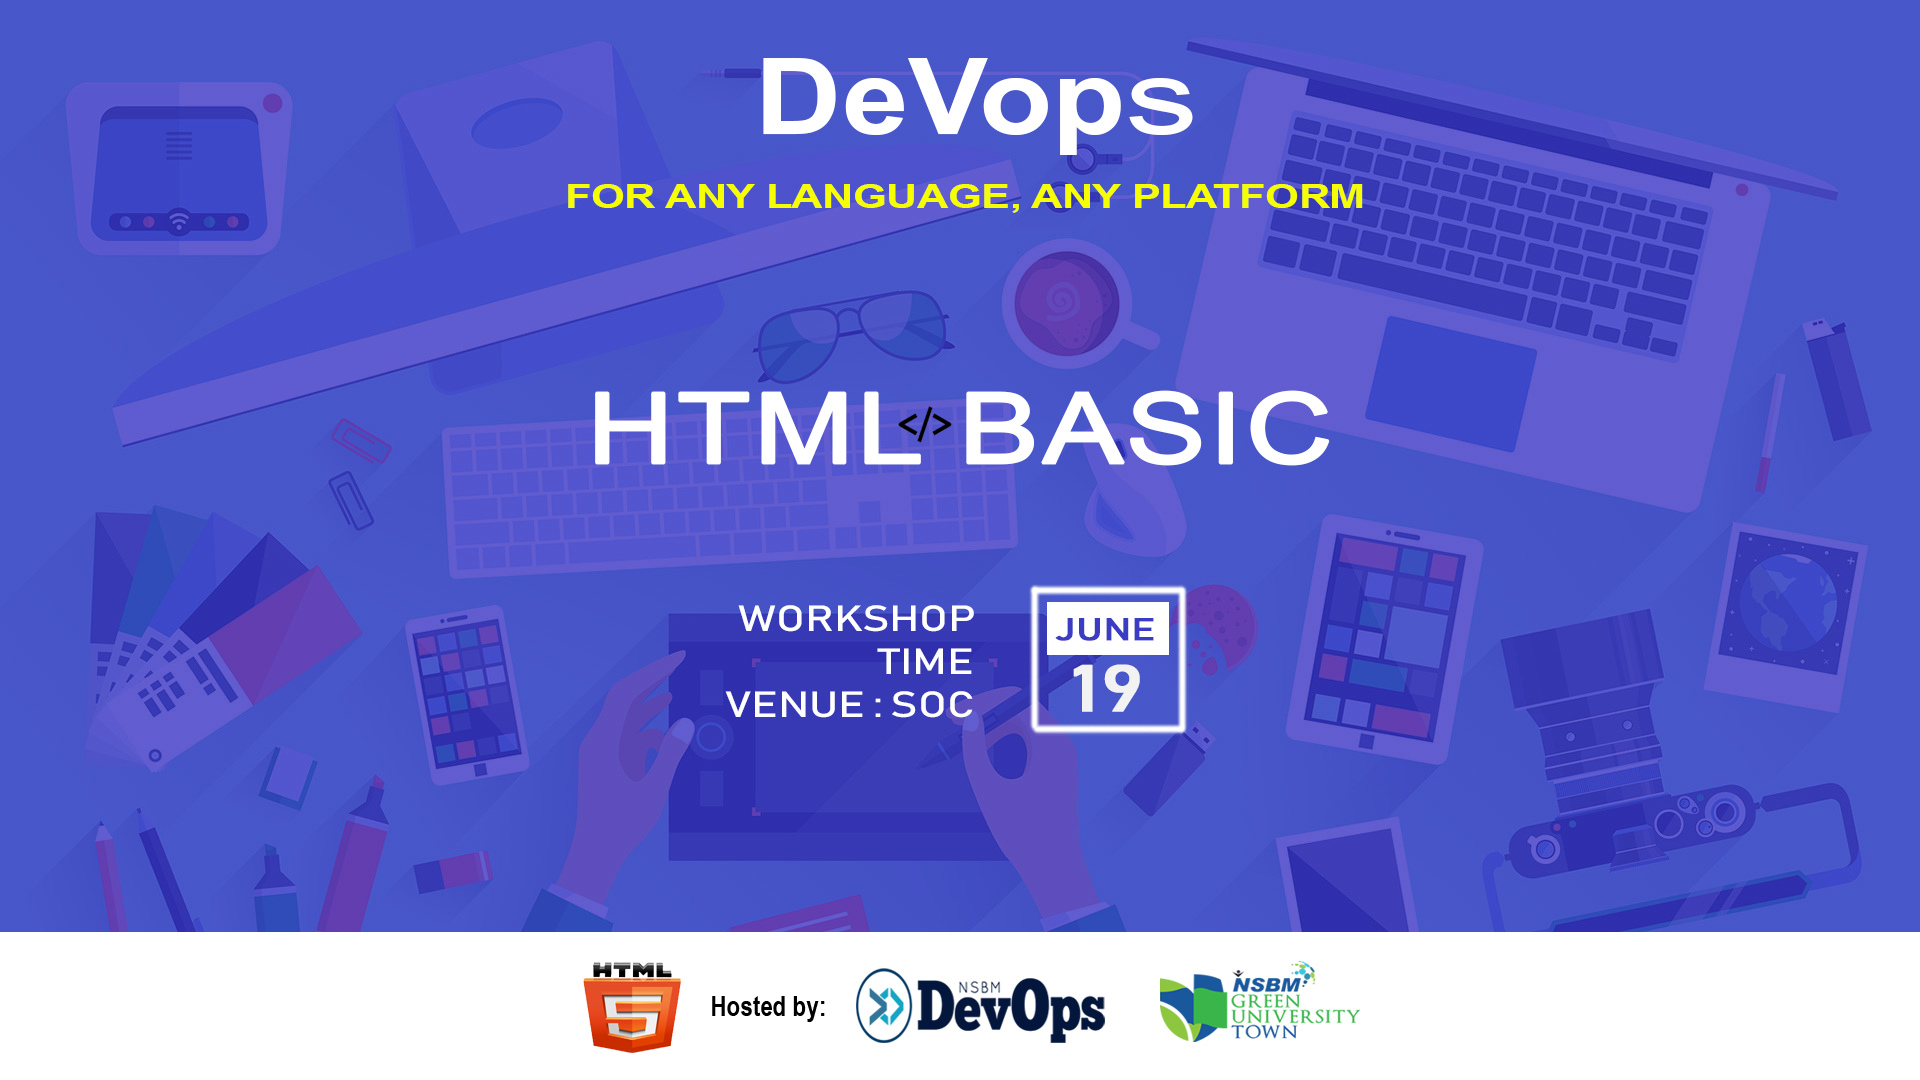 DeVops
FOR ANY LANGUAGE, ANY PLATFORM
HTML </> BASIC
WORKSHOP
TIME
VENUE : SOC
JUNE
19
HTML
5
Hosted by:
NSBM
DevOps
NSBM
GREEN
UNIVERSITY
TOWN